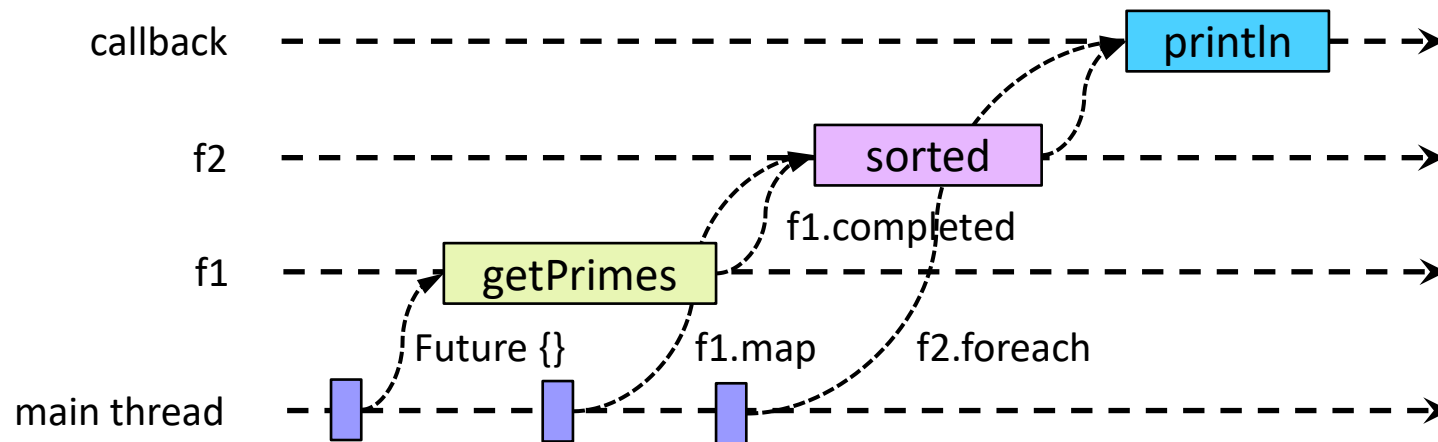 callback
println
f2
sorted
f1.completed
f1
getPrimes
Future {}
f1.map
f2.foreach
main thread